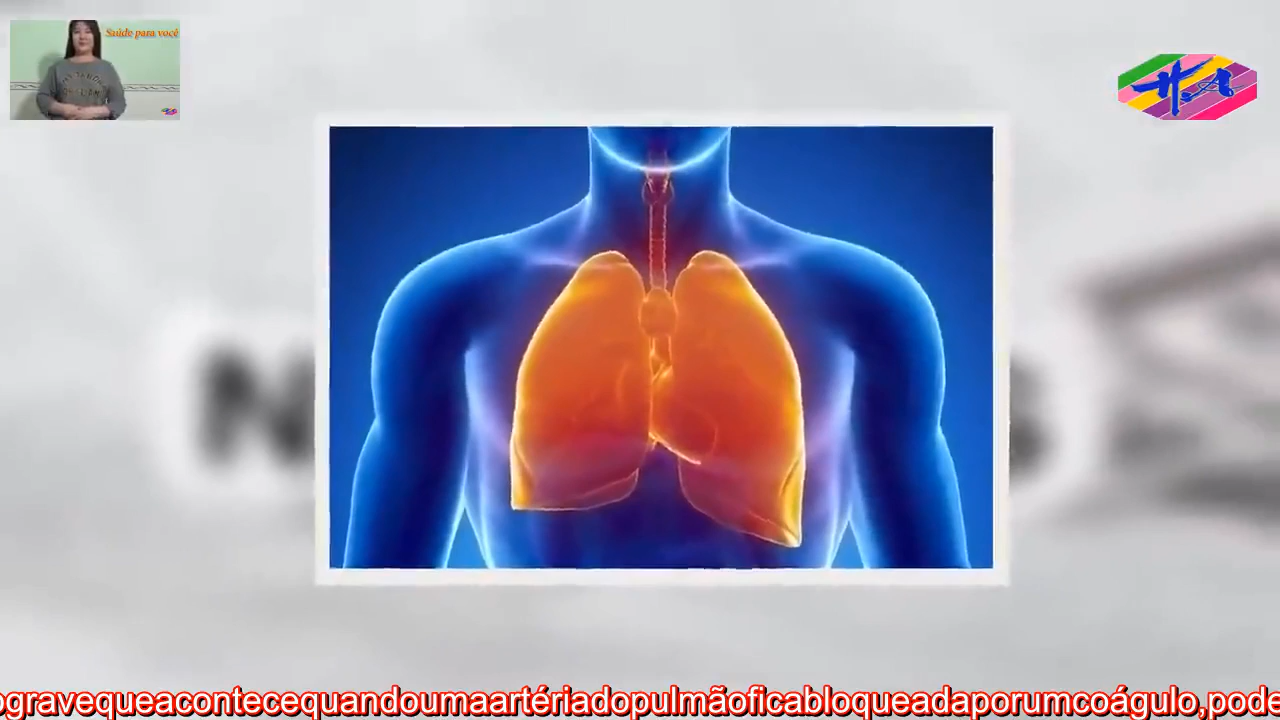 Saúde para você
H.A
ogravequeacontecequandoumaartériadopulmãoficabloqueadaporumcoágulo,pode